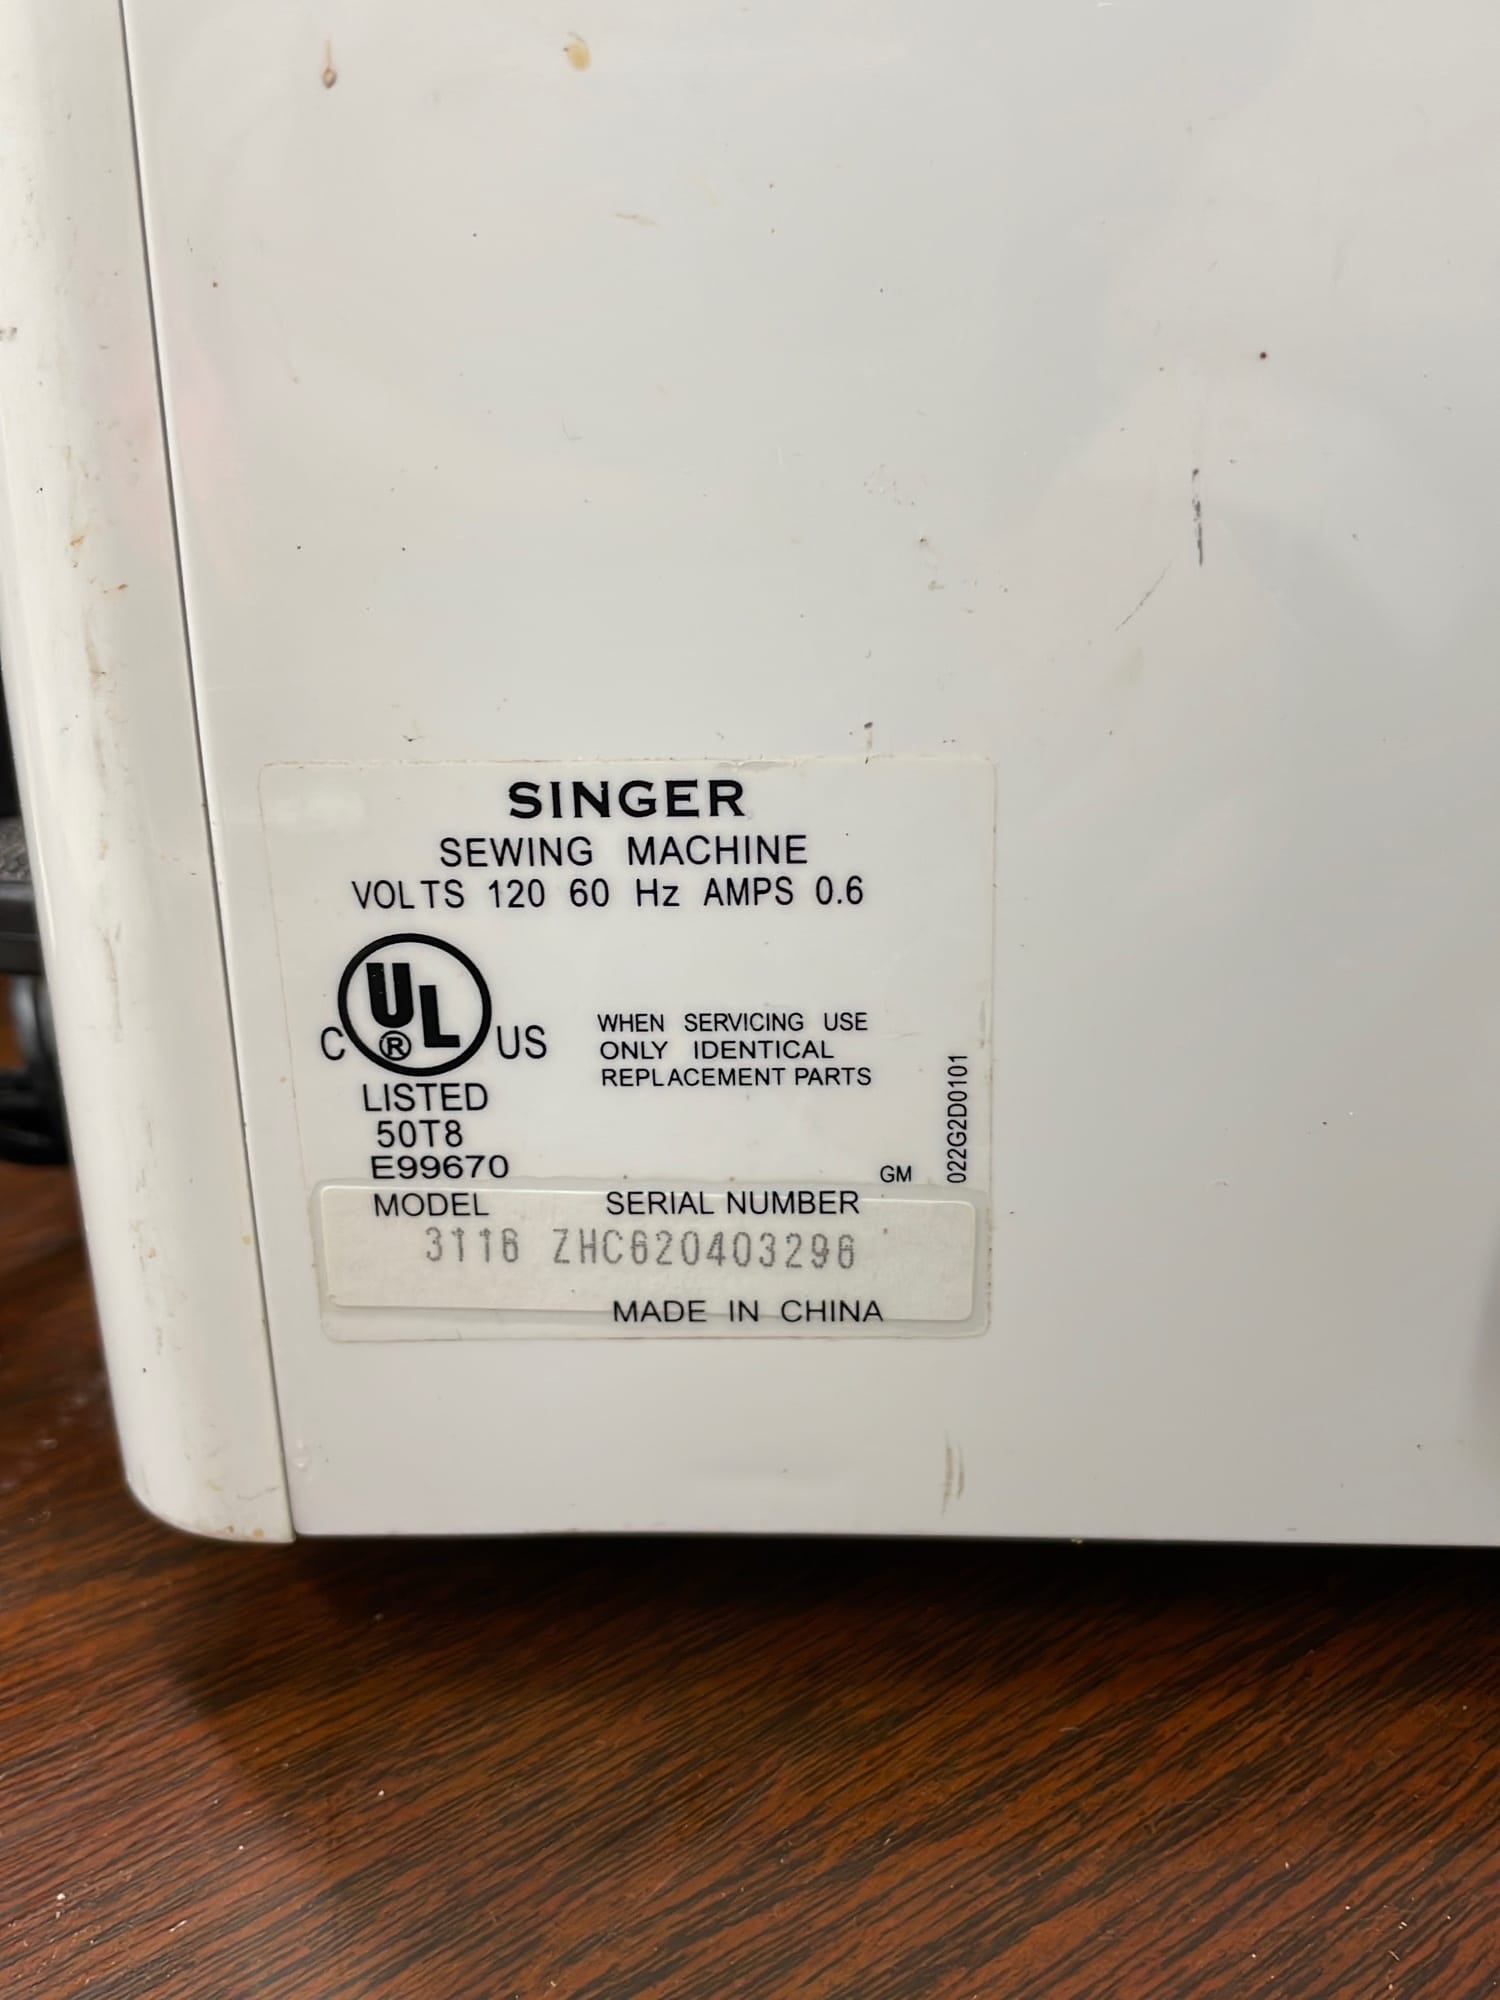 SINGER
SEWING MACHINE
VOLTS 120 60 Hz AMPS 0.6
C UL ® US
LISTED
50T8
E99670
WHEN SERVICING USE
ONLY IDENTICAL
REPLACEMENT PARTS
GM
022G2D0101
MODEL SERIAL NUMBER
3116 ZHC620403296
MADE IN CHINA